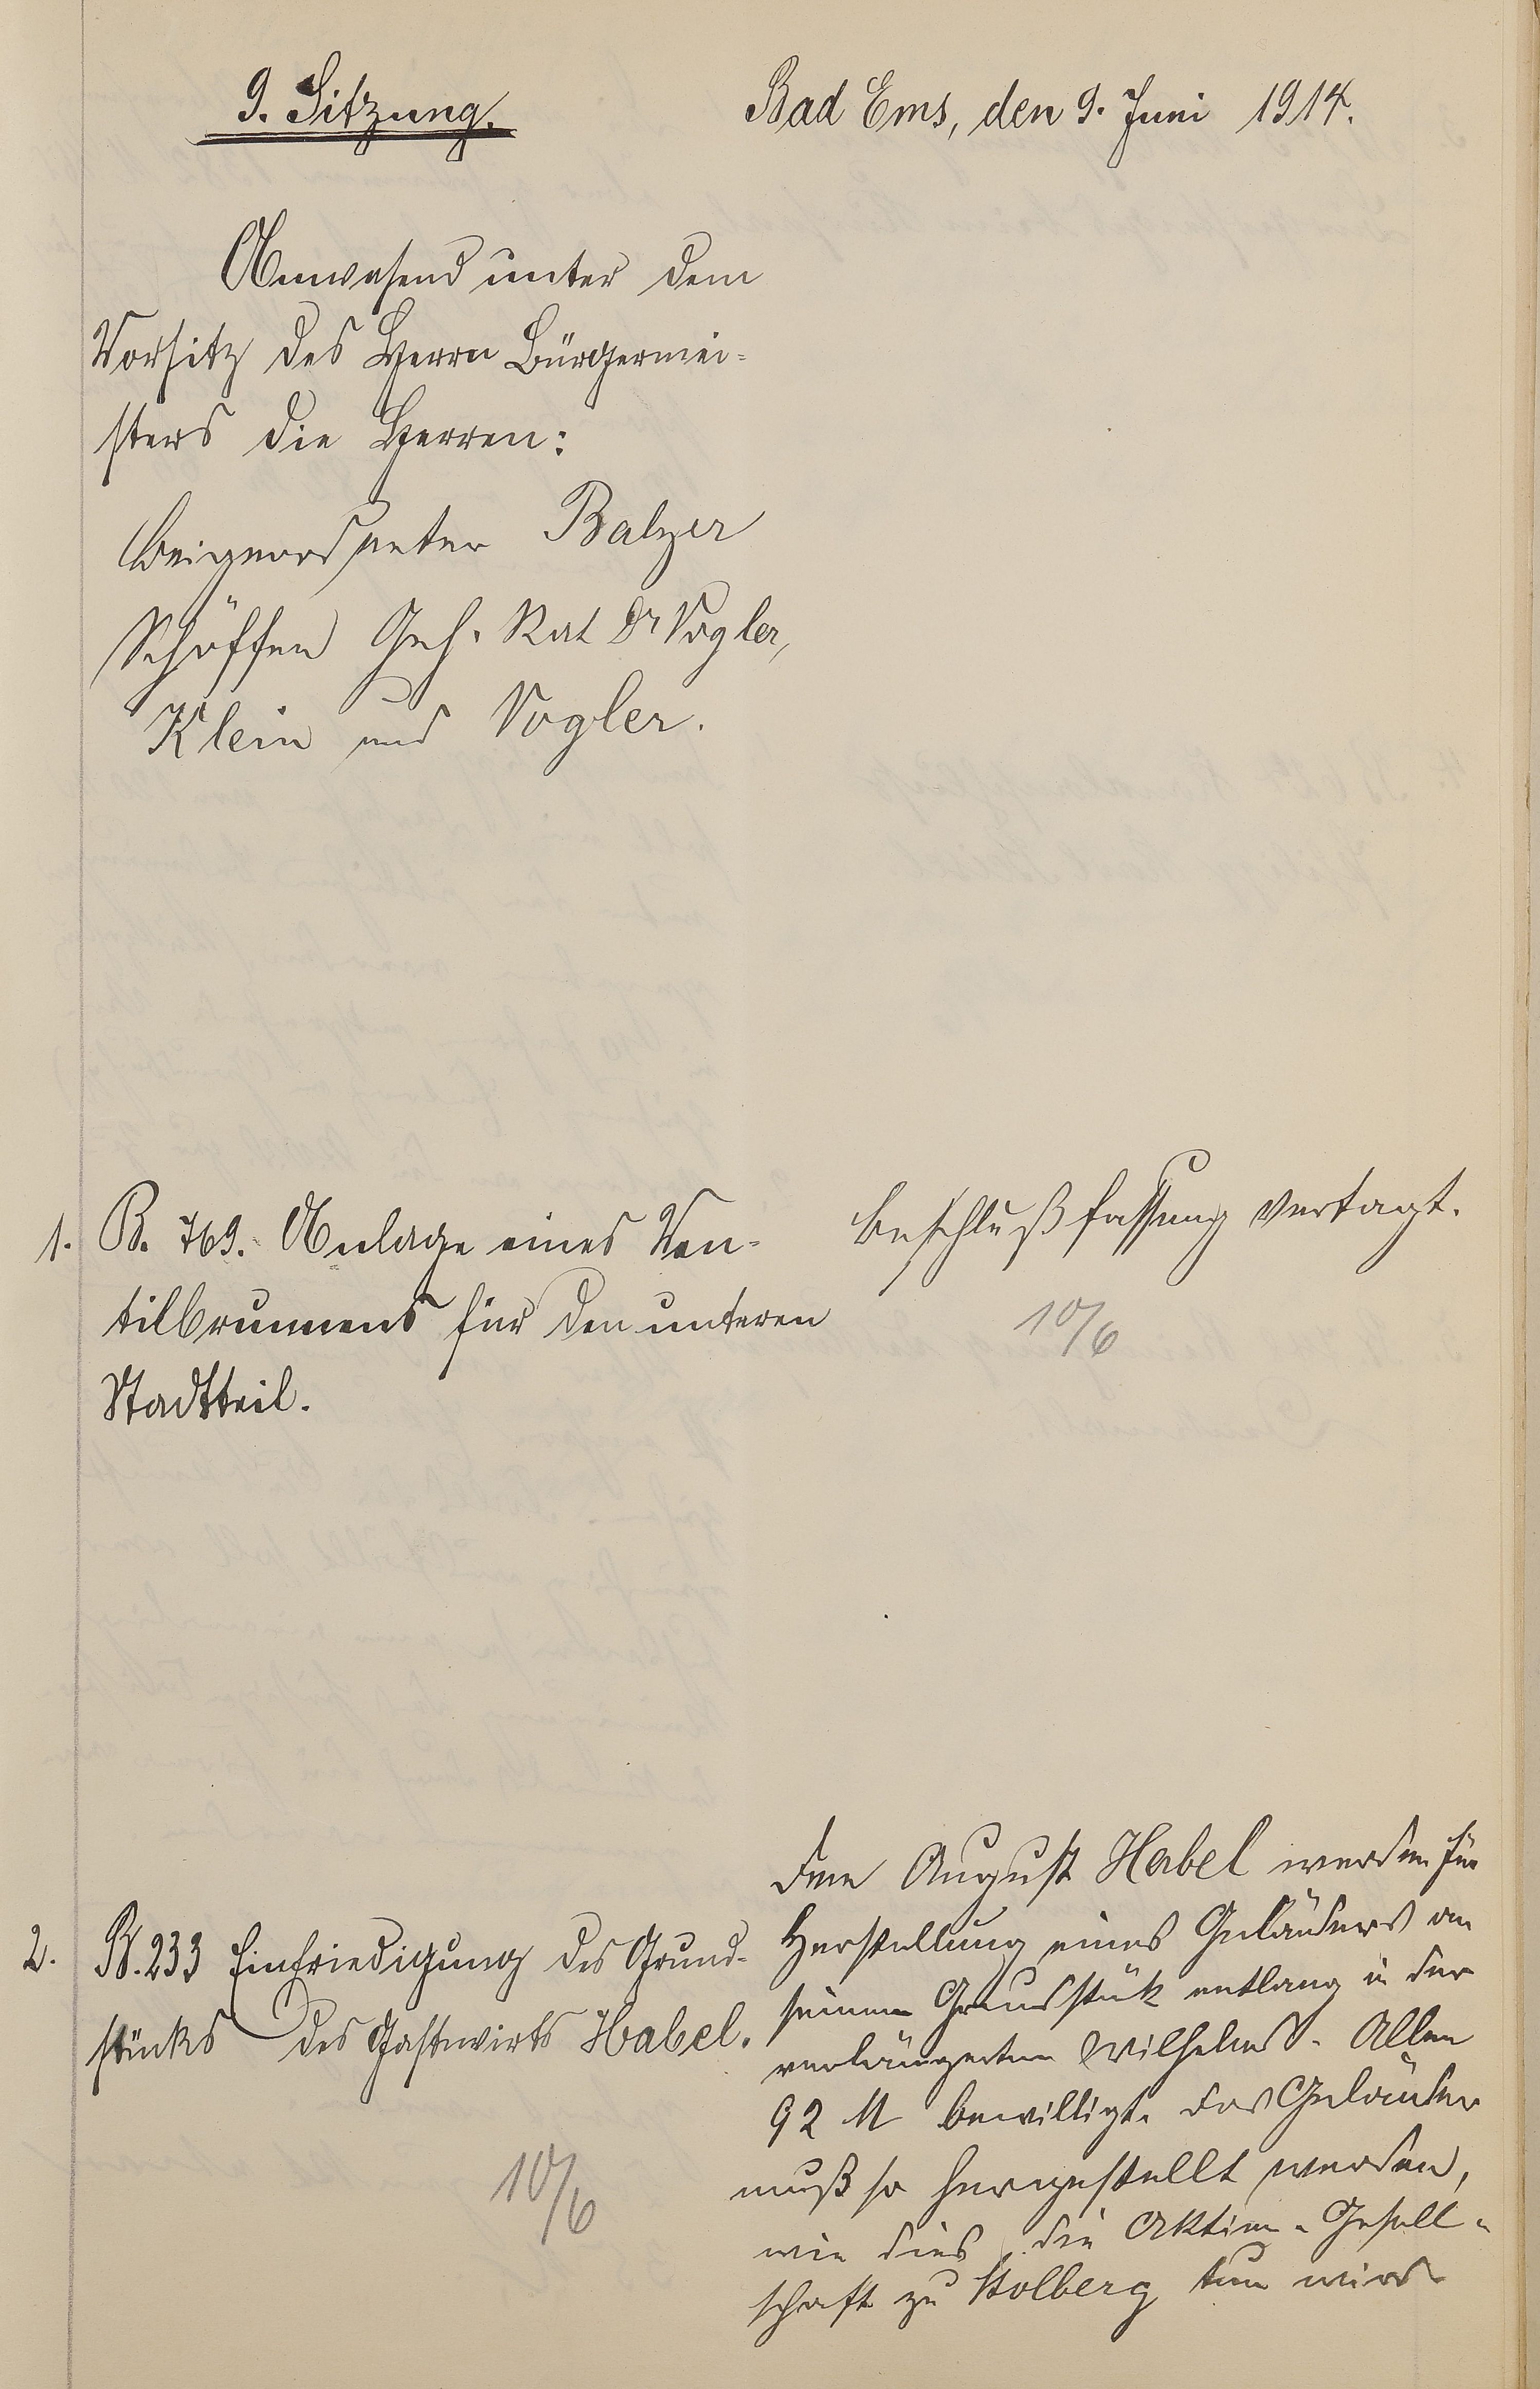 9. Sitzung.
Bad Ems, den 9. Juni 1914.
Anwesend unter dem
Vorsitz des Herrn Bürgermei-
sters die Herren:
Beigeordneter Balzer
Schöffen Geh. Rat Dr Vogler,
Klein und Vogler.
1. B. 769. Anlage eines Ven-
tilbrunnens für den unteren
Stadtteil.
Beschlußfassung vertagt.
10/6
2. B. 233 Einfriedigung des Grund-
stücks des Gastwirts Habel.
10/6
Dem August Habel werden für
Herstellung eines Geländers an
seinem Grundstück entlang in der
verlängerten Wilhelms-Allee
92 M bewilligt. Das Geländer
muß so hergestellt werden,
wie dies die Aktien-Gesell-
schaft zu Stolberg tun wird